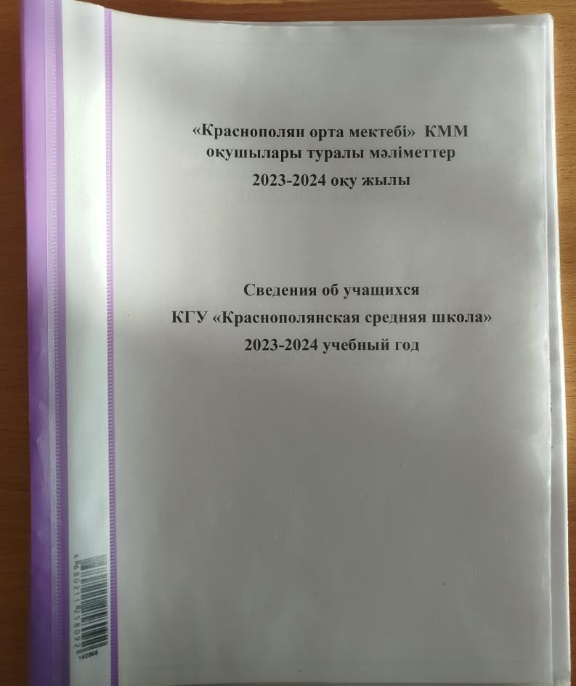 «Краснополян орта мектебі» КММ
оқушылары туралы мәліметтер
2023-2024 оқу жылы
Сведения об учащихся
КГУ «Краснополянская средняя школа»
2023-2024 учебный год